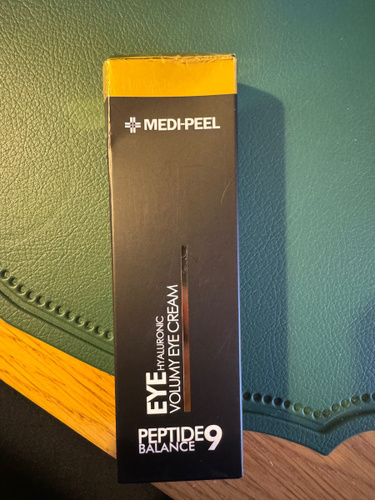 MEDI-PEEL
EYE HYALURONIC
VOLUMY EYE CREAM
PEPTIDE 9
BALANCE